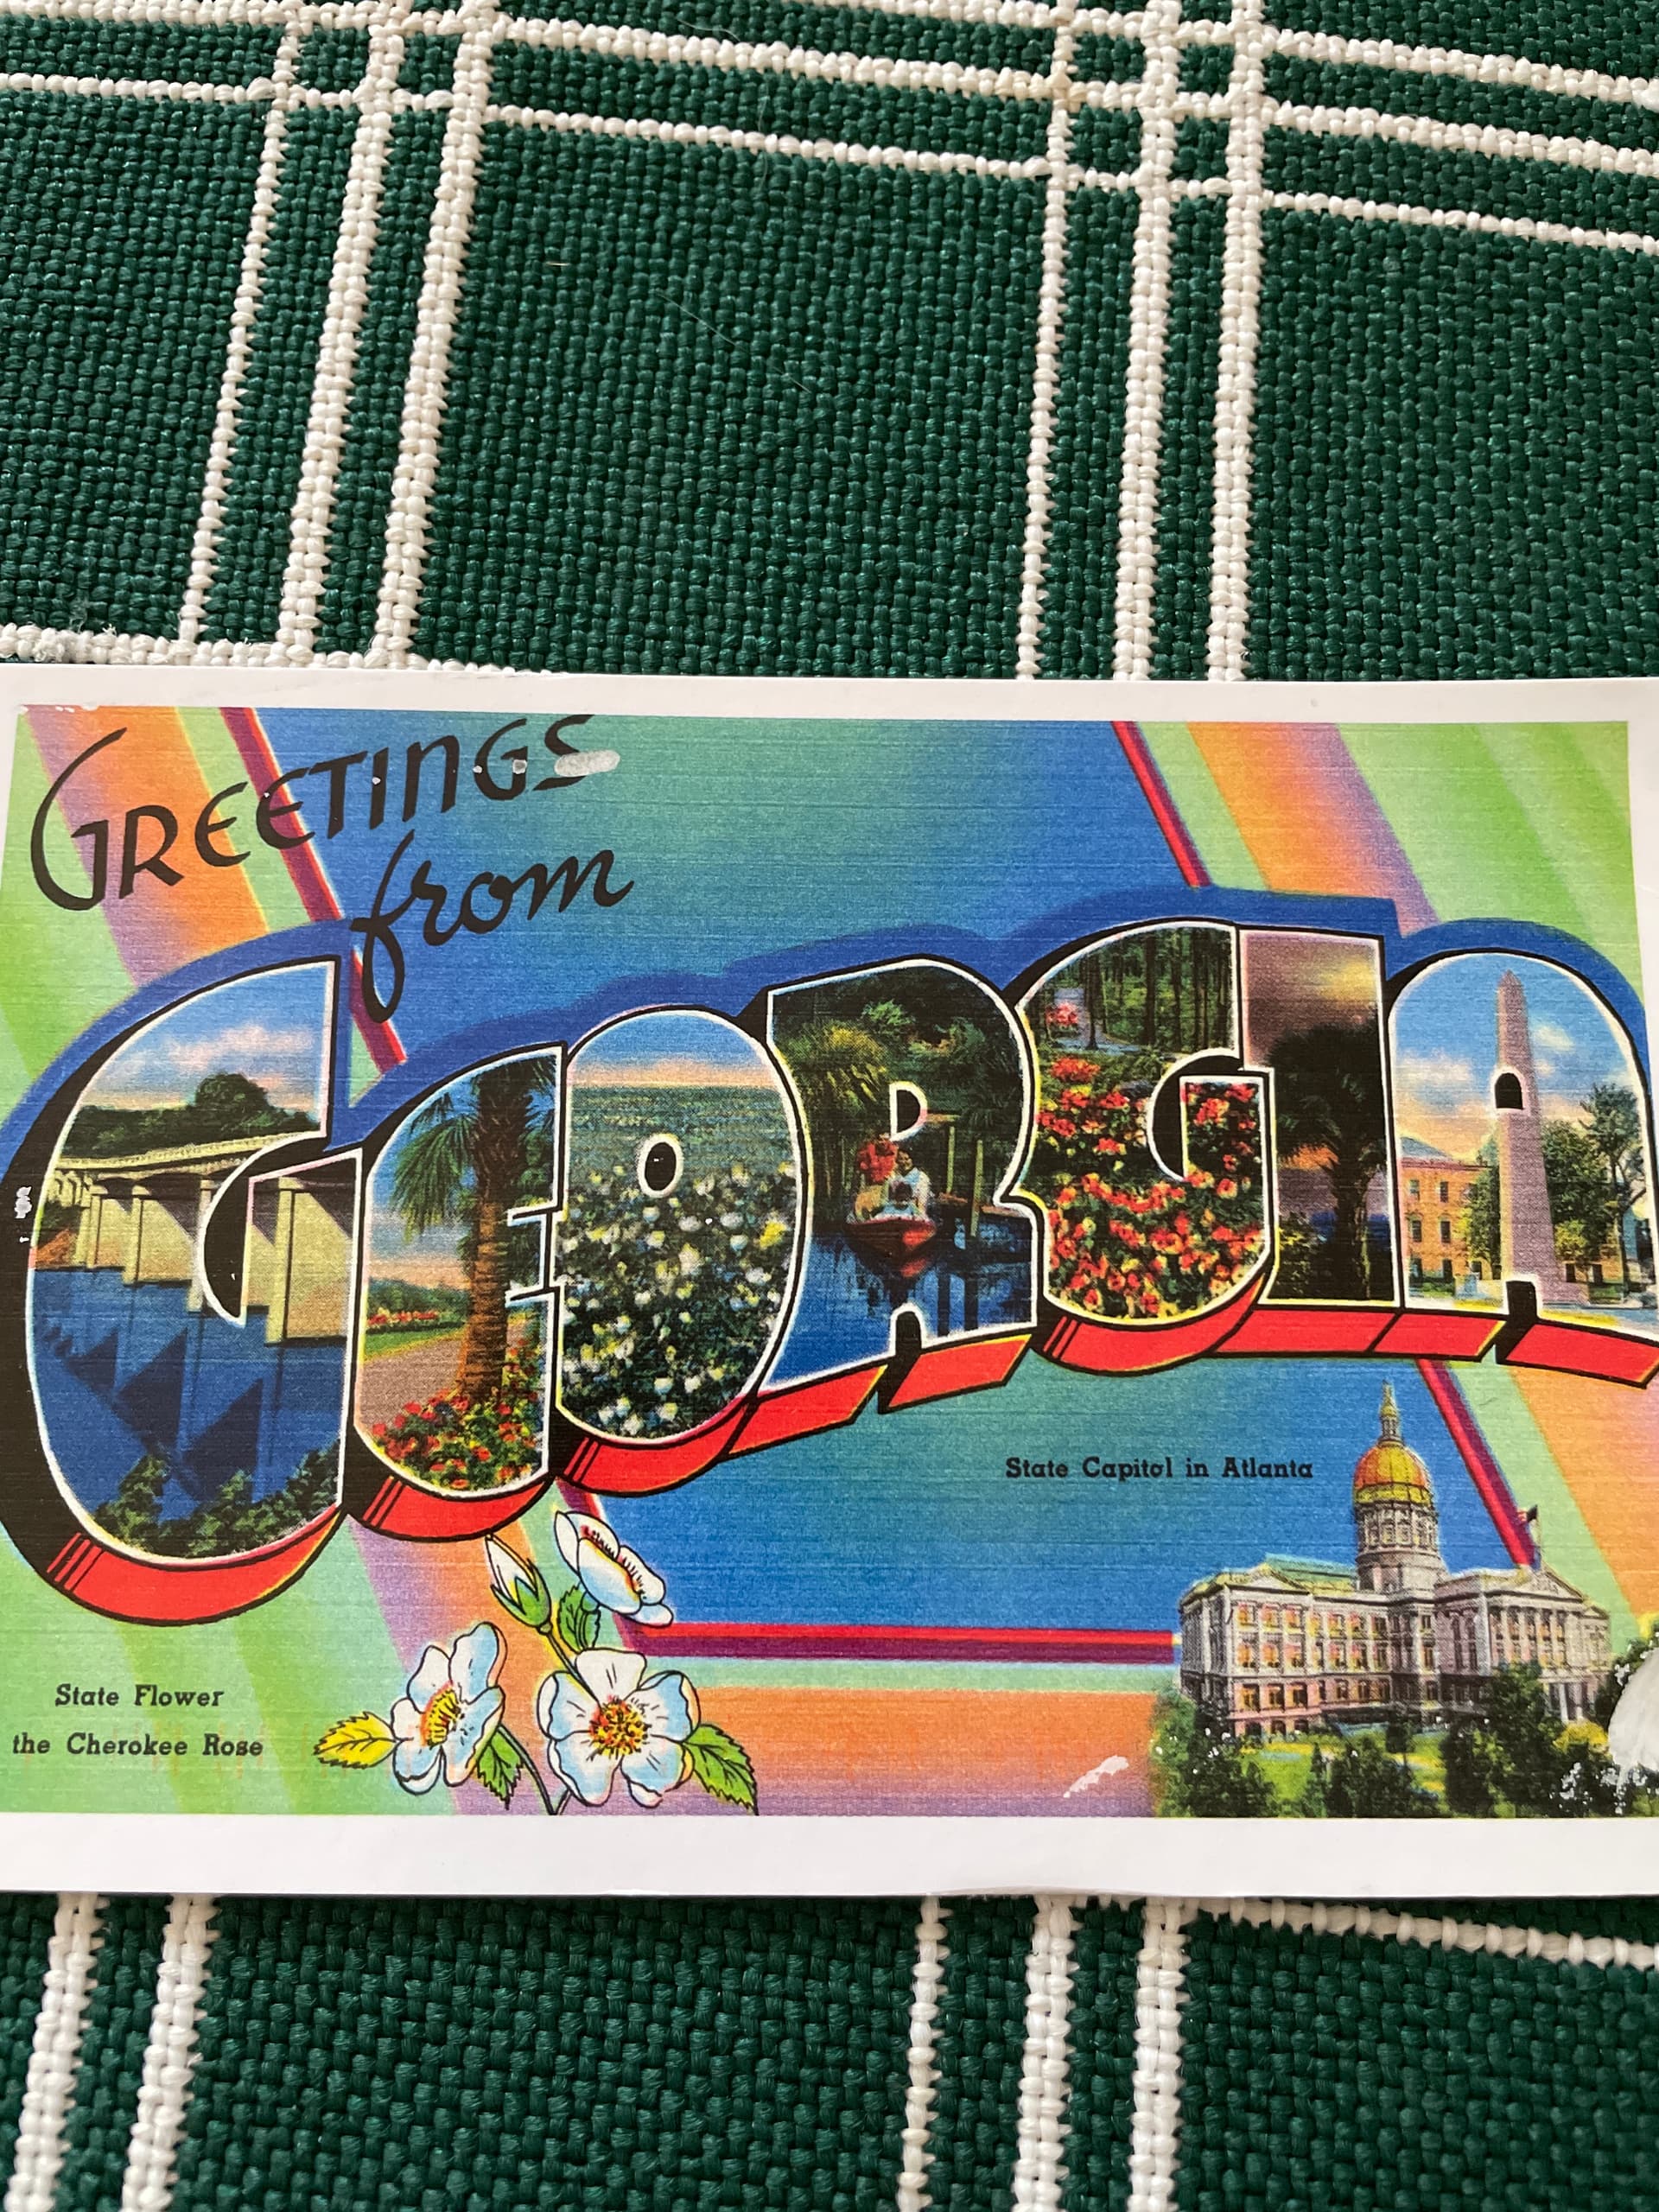 GREETINGS
from
GEORGIA
State Capitol in Atlanta
State Flower
the Cherokee Rose